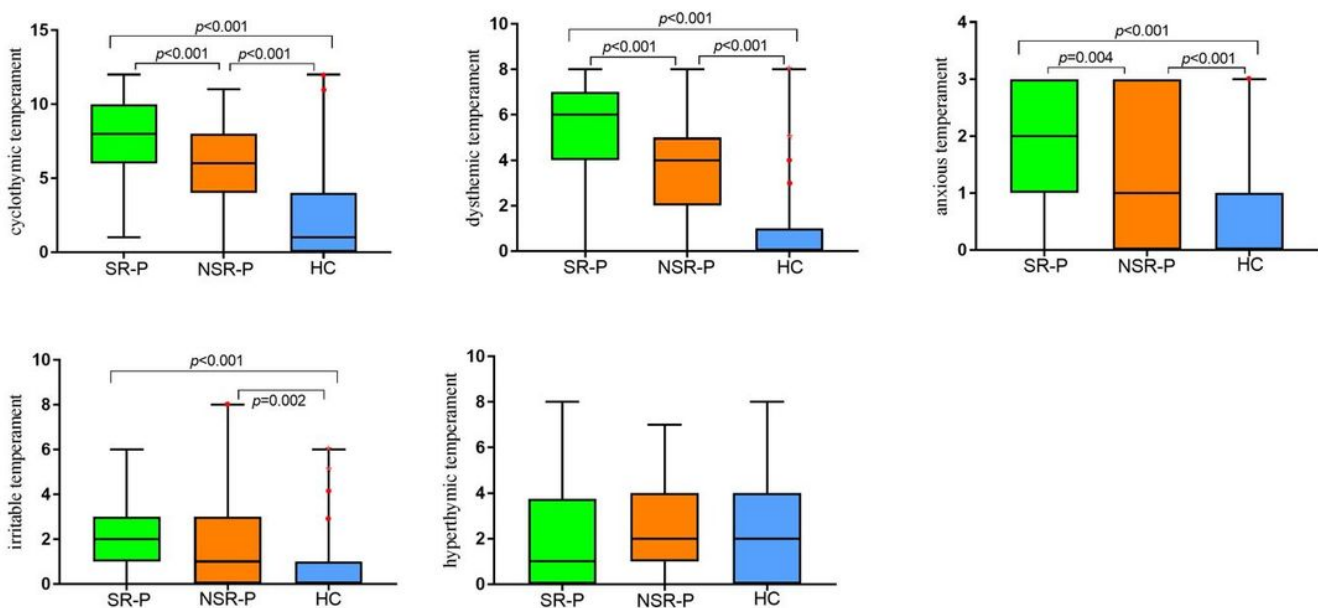 15
p<0.001
p<0.001 p<0.001
10
5
0
cyclothymic temperament
SR-P NSR-P HC
10
p<0.001
p<0.001 p<0.001
8
6
4
2
0
dysthemic temperament
SR-P NSR-P HC
4
p<0.001
p=0.004 p<0.001
3
2
1
0
anxious temperament
SR-P NSR-P HC
10
p<0.001
p=0.002
8
6
4
2
0
irritable temperament
SR-P NSR-P HC
10
8
6
4
2
0
hyperthymic temperament
SR-P NSR-P HC